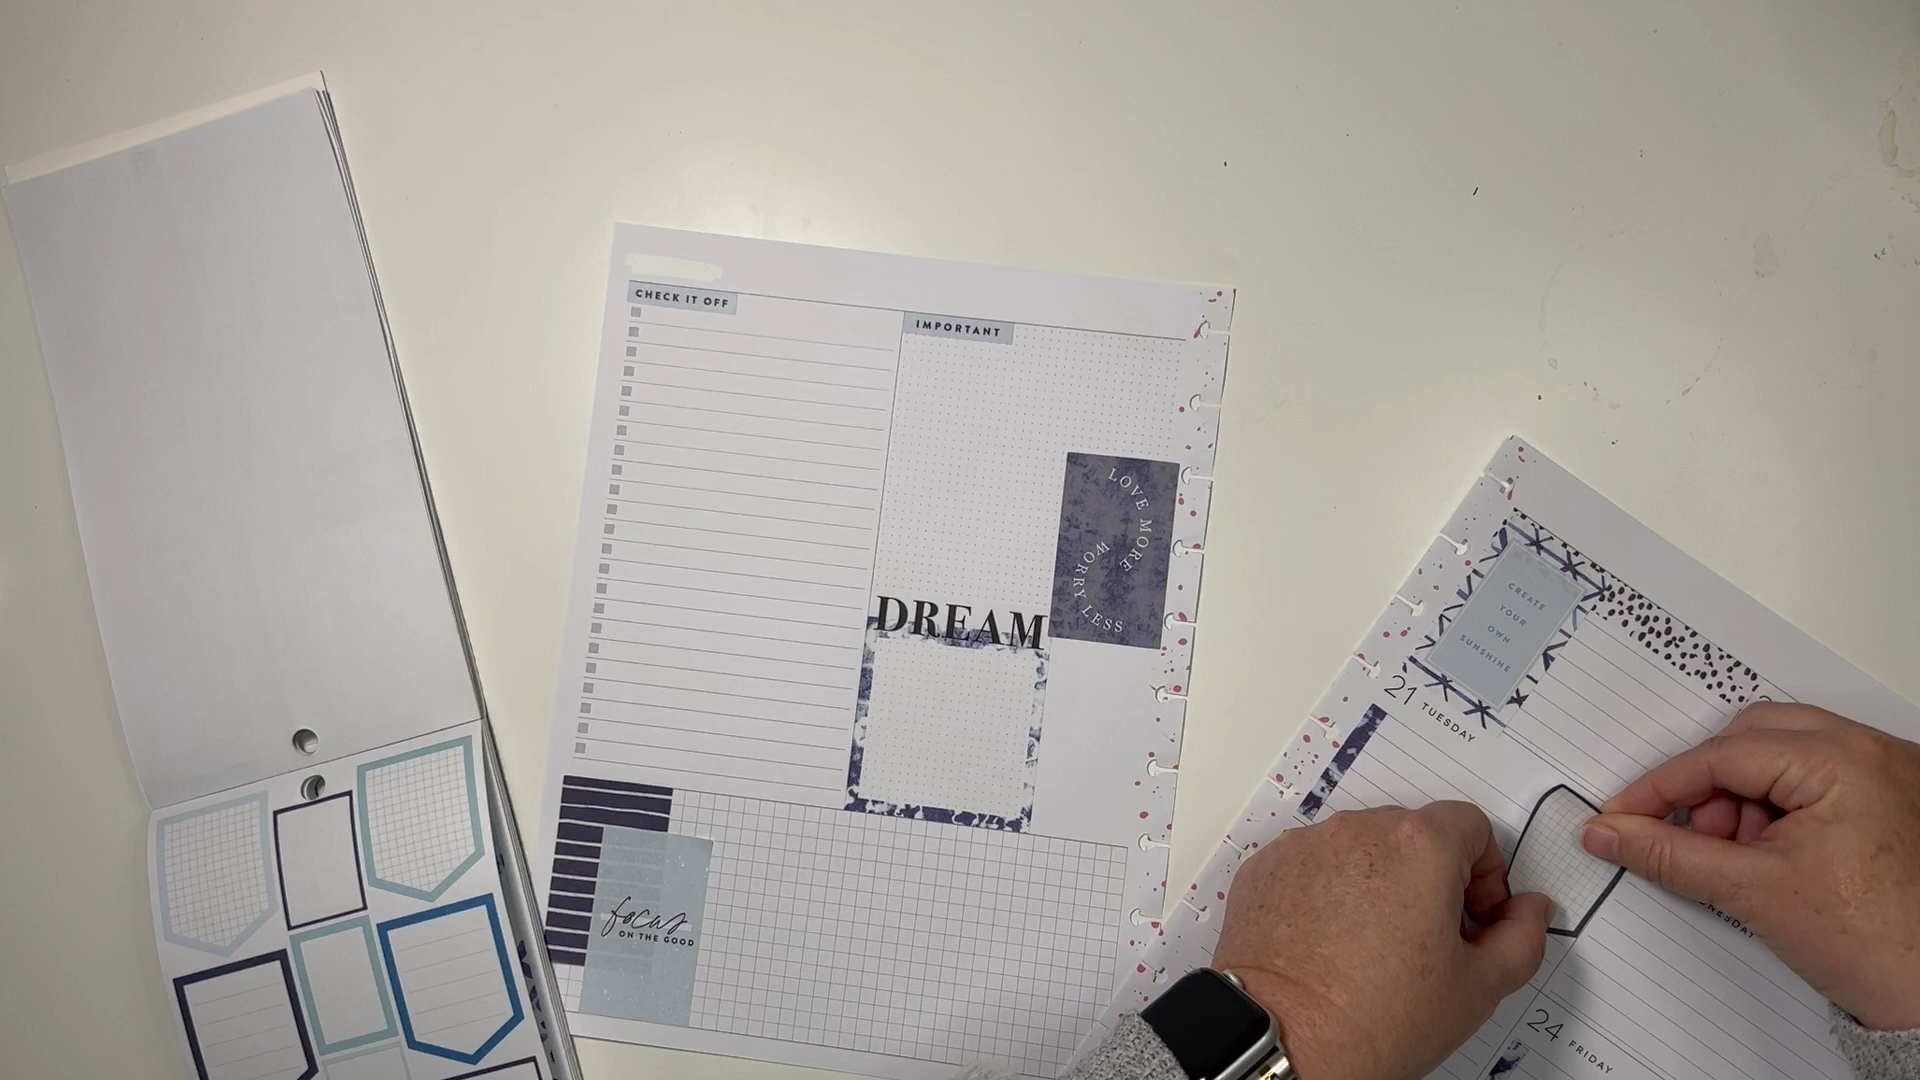 CHECK IT OFF
IMPORTANT
LOVE MORE
WORRY LESS
DREAM
focus
ON THE GOOD
CREATE
YOUR
OWN
SUNSHINE
21 TUESDAY
24 FRIDAY